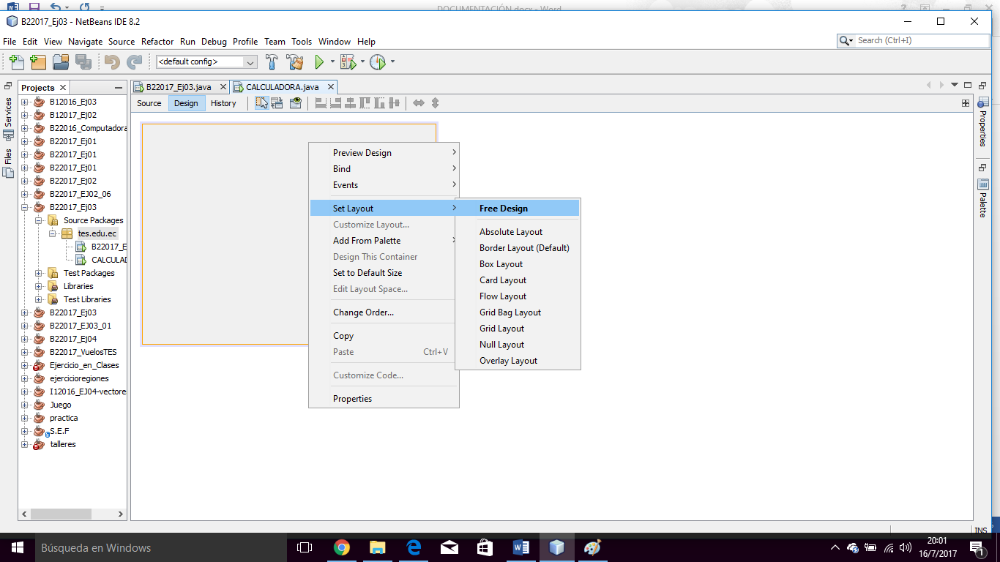 DOCUMENTACIÓN.docx - Word
B22017_Ej03 - NetBeans IDE 8.2
File Edit View Navigate Source Refactor Run Debug Profile Team Tools Window Help
Search (Ctrl+I)
<default config>
Projects
B22017_Ej03.java
CALCULADORA.java
Source Design History
Services
Files
B12016_Ej03
B12017_Ej02
B22016_Computadora
B22017_Ej01
B22017_Ej01
B22017_Ej01
B22017_Ej02
B22017_EJ02_06
B22017_Ej03
Source Packages
tes.edu.ec
B22017_E
CALCULAD
Test Packages
Libraries
Test Libraries
B22017_Ej03
B22017_EJ03_01
B22017_Ej04
B22017_VuelosTES
Ejercicio_en_Clases
ejercicioregiones
I12016_EJ04-vectore
Juego
practica
S.E.F
talleres
Preview Design
Bind
Events
Set Layout
Customize Layout...
Add From Palette
Design This Container
Set to Default Size
Edit Layout Space...
Change Order...
Copy
Paste Ctrl+V
Customize Code...
Properties
Free Design
Absolute Layout
Border Layout (Default)
Box Layout
Card Layout
Flow Layout
Grid Bag Layout
Grid Layout
Null Layout
Overlay Layout
Properties
Palette
INS
Búsqueda en Windows
20:01
16/7/2017
1